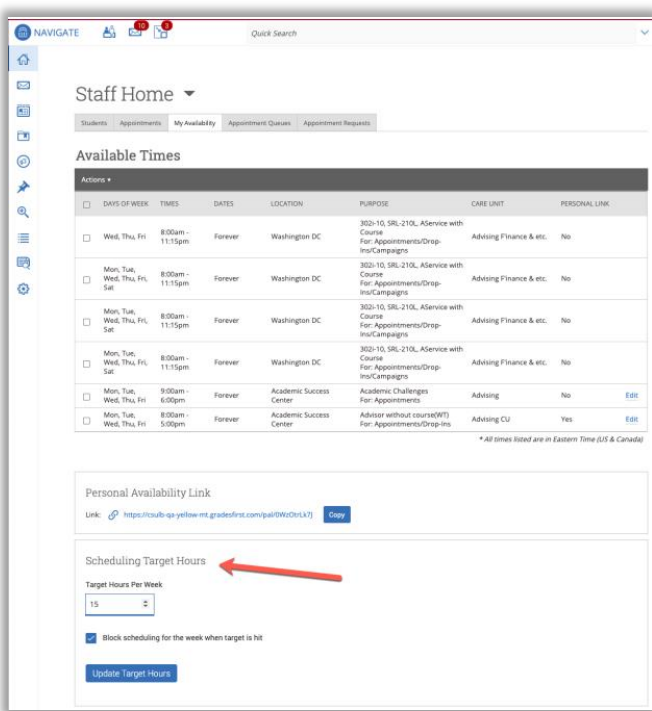 NAVIGATE
10
3
Quick Search
Staff Home
Students Appointments My Availability Appointment Queues Appointment Requests
Available Times
Actions
DAYS OF WEEK TIMES DATES LOCATION PURPOSE CARE UNIT PERSONAL LINK
Wed, Thu, Fri 8:00am - 11:15pm Forever Washington DC 302i-10, SRL-210L, AService with Course For: Appointments/Drop-Ins/Campaigns Advising F'inance & etc. No
Mon, Tue, Wed, Thu, Fri, Sat 8:00am - 11:15pm Forever Washington DC 302i-10, SRL-210L, AService with Course For: Appointments/Drop-Ins/Campaigns Advising F'inance & etc. No
Mon, Tue, Wed, Thu, Fri, Sat 8:00am - 11:15pm Forever Washington DC 302i-10, SRL-210L, AService with Course For: Appointments/Drop-Ins/Campaigns Advising F'inance & etc. No
Mon, Tue, Wed, Thu, Fri, Sat 8:00am - 11:15pm Forever Washington DC 302i-10, SRL-210L, AService with Course For: Appointments/Drop-Ins/Campaigns Advising F'inance & etc. No
Mon, Tue, Wed, Thu, Fri 9:00am - 6:00pm Forever Academic Success Center Academic Challenges For: Appointments Advising No Edit
Mon, Tue, Wed, Thu, Fri 8:00am - 5:00pm Forever Academic Success Center Advisor without course(WT) For: Appointments/Drop-Ins Advising CU Yes Edit
* All times listed are in Eastern Time (US & Canada)
Personal Availability Link
Link: https://csulb-qa-yellow-mt.gradesfirst.com/pal/0WzOtrLk7J Copy
Scheduling Target Hours
Target Hours Per Week
15
Block scheduling for the week when target is hit
Update Target Hours